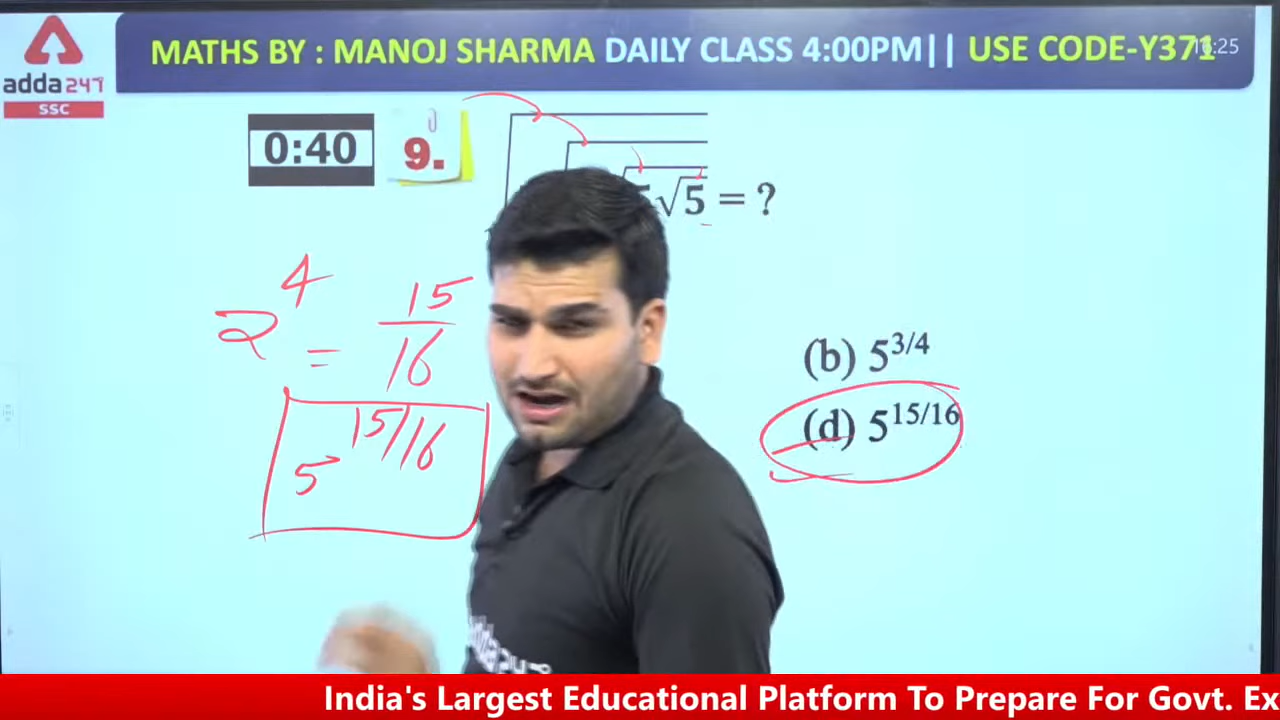 MATHS BY : MANOJ SHARMA DAILY CLASS 4:00PM|| USE CODE-Y371
:25
adda247
SSC
0:40
9.
√5 = ?
2^4 = 15/16
5^15/16
(b) 5^3/4
(d) 5^15/16
India's Largest Educational Platform To Prepare For Govt. Ex